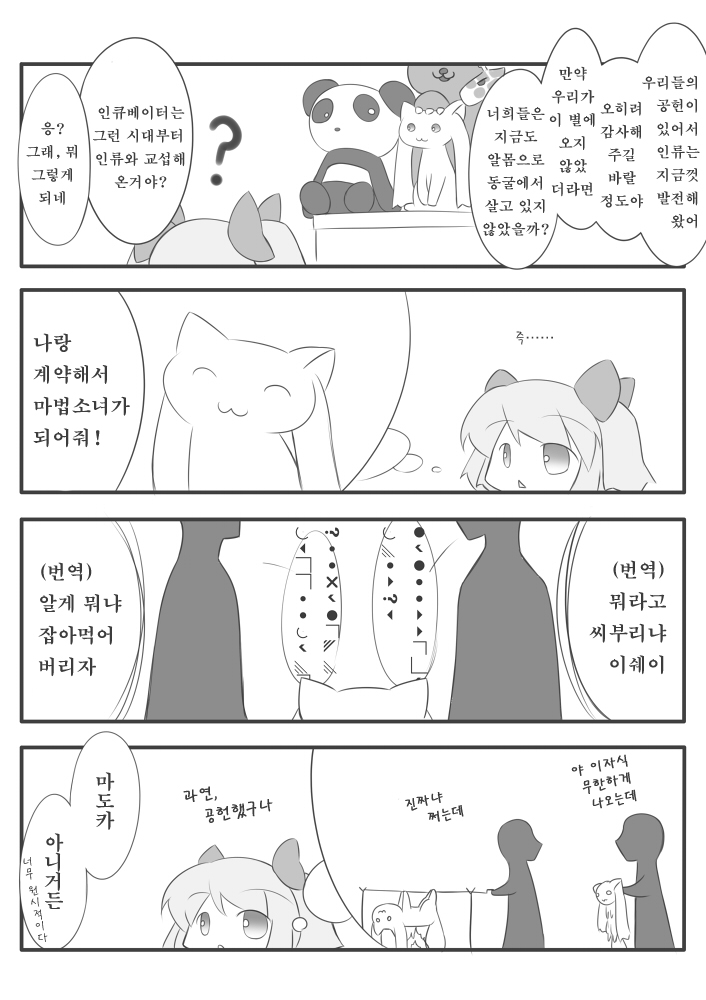 우리들의
공헌이
있어서
인류는
지금껏
발전해
왔어
오히려
감사해
주길
바랄
정도야
만약
우리가
이 별에
오지
않았
더라면
너희들은
지금도
알몸으로
동굴에서
살고 있지
않았을까?
?
인큐베이터는
그런 시대부터
인류와 교섭해
온거야?
응?
그래, 뭐
그렇게
되네
즉……
나랑
계약해서
마법소녀가
되어줘!
(번역)
뭐라고
씨부리냐
이쉐이
(번역)
알게 뭐냐
잡아먹어
버리자
야 이자식
무한하게
나오는데
진짜냐
쩌는데
과연,
공헌했구나
마도카
아니거든
너무 원시적이다